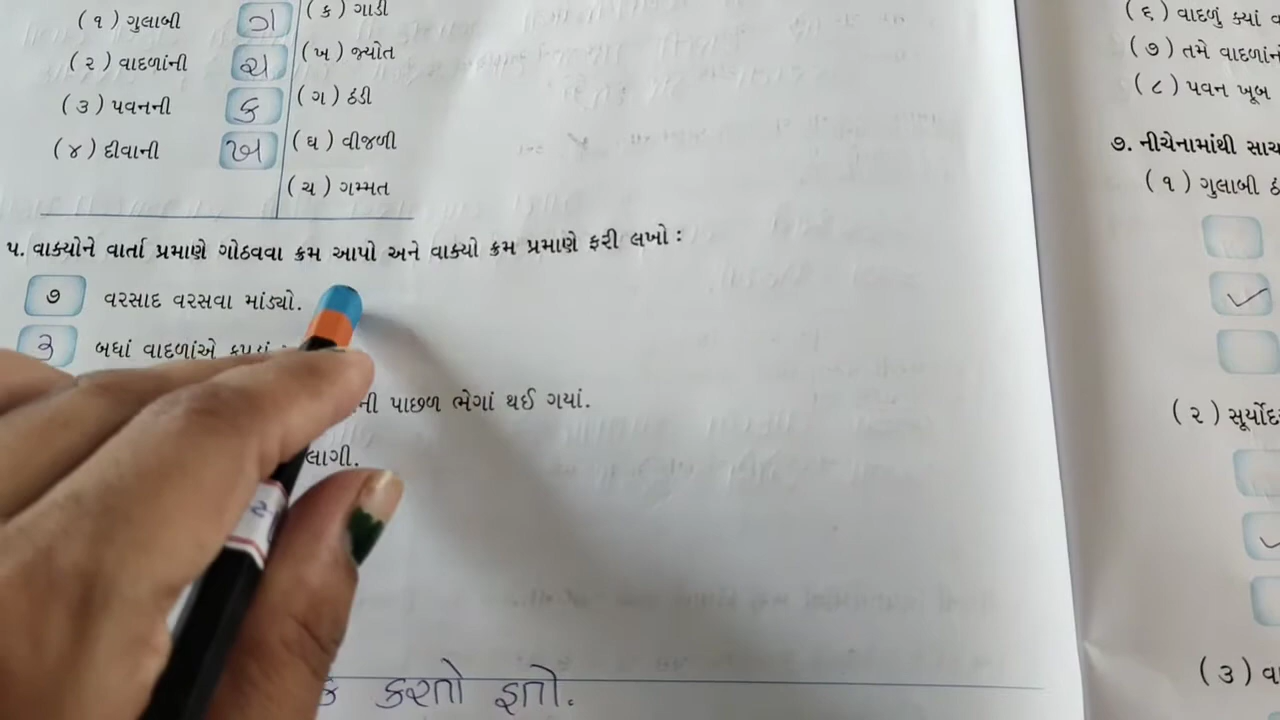 (૧) ગુલાબી ગ (ક) ગાડી
(૨) વાદળાંની ચ (ખ) જ્યોત
(૩) પવનની ક (ગ) ઠંડી
(૪) દીવાની ખ (ઘ) વીજળી
(ચ) ગમ્મત
૫. વાક્યોને વાર્તા પ્રમાણે ગોઠવવા ક્રમ આપો અને વાક્યો ક્રમ પ્રમાણે ફરી લખો :
૭ વરસાદ વરસવા માંડ્યો.
૩ બધાં વાદળાંએ
પાછળ ભેગાં થઈ ગયાં.
લાગી.
કરતો હતો.
(૬) વાદળું ક્યાં
(૭) તમે
(૮) પવન ખૂબ
૭. નીચેનામાંથી
(૧) ગુલાબી
(૨)
(૩)